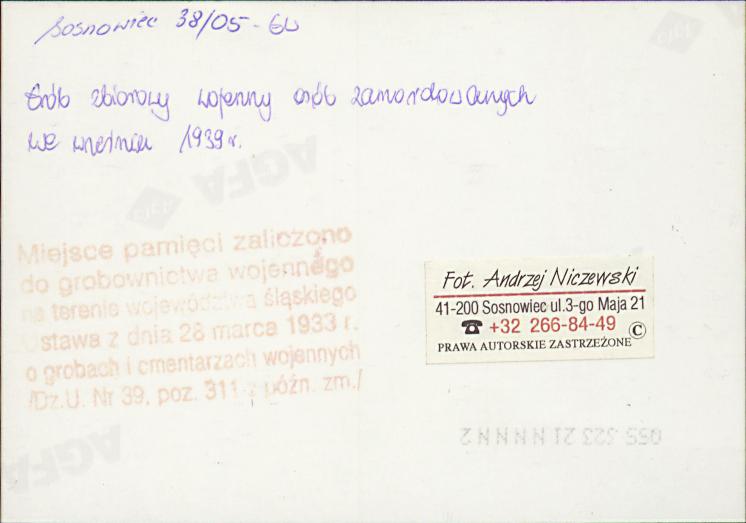 Sosnowiec 38/05-GW
Grób zbiorowy wojenny osób zamordowanych
we wrześniu 1939 r.
AGFA
Miejsce pamięci zaliczono
do grobownictwa wojennego
na terenie województwa śląskiego
Ustawa z dnia 28 marca 1933 r.
o grobach i cmentarzach wojennych
/Dz.U. Nr 39, poz. 311 z późn. zm./
Fot. Andrzej Niczewski
41-200 Sosnowiec ul.3-go Maja 21
☎ +32 266-84-49 ©
PRAWA AUTORSKIE ZASTRZEŻONE
AGFA
055 323 21 N N N N 2